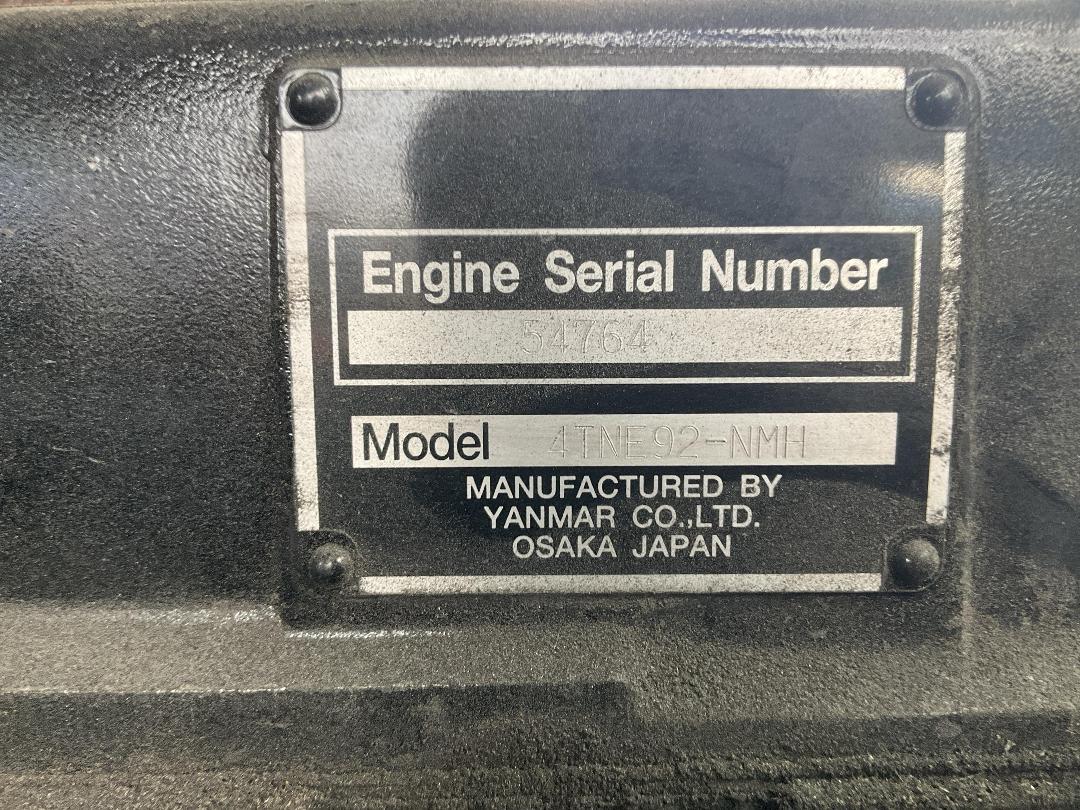 Engine Serial Number
54764
Model 4TNE92-NMH
MANUFACTURED BY
YANMAR CO.,LTD.
OSAKA JAPAN